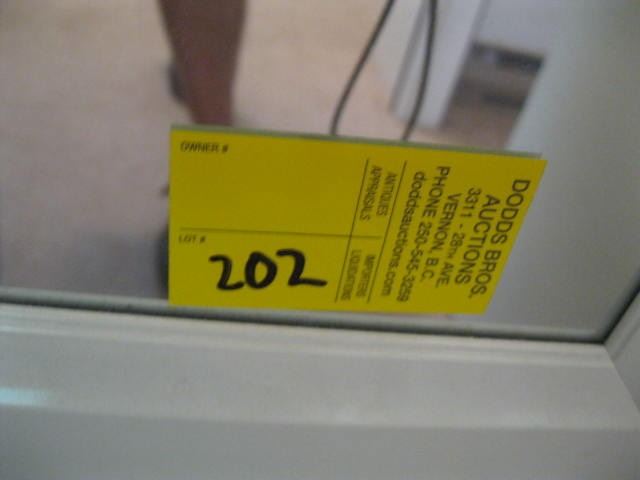 DODDS BROS.
AUCTIONS
3311 - 28TH AVE.
VERNON, B.C.
PHONE 250-545-3259
doddsauctions.com
ANTIQUES
APPRAISALS
IMPORTERS
LIQUIDATIONS
OWNER #
LOT #
202